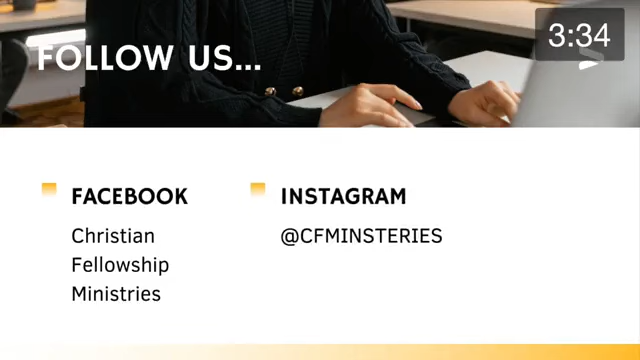 3:34
FOLLOW US...
FACEBOOK
Christian
Fellowship
Ministries
INSTAGRAM
@CFMINSTERIES